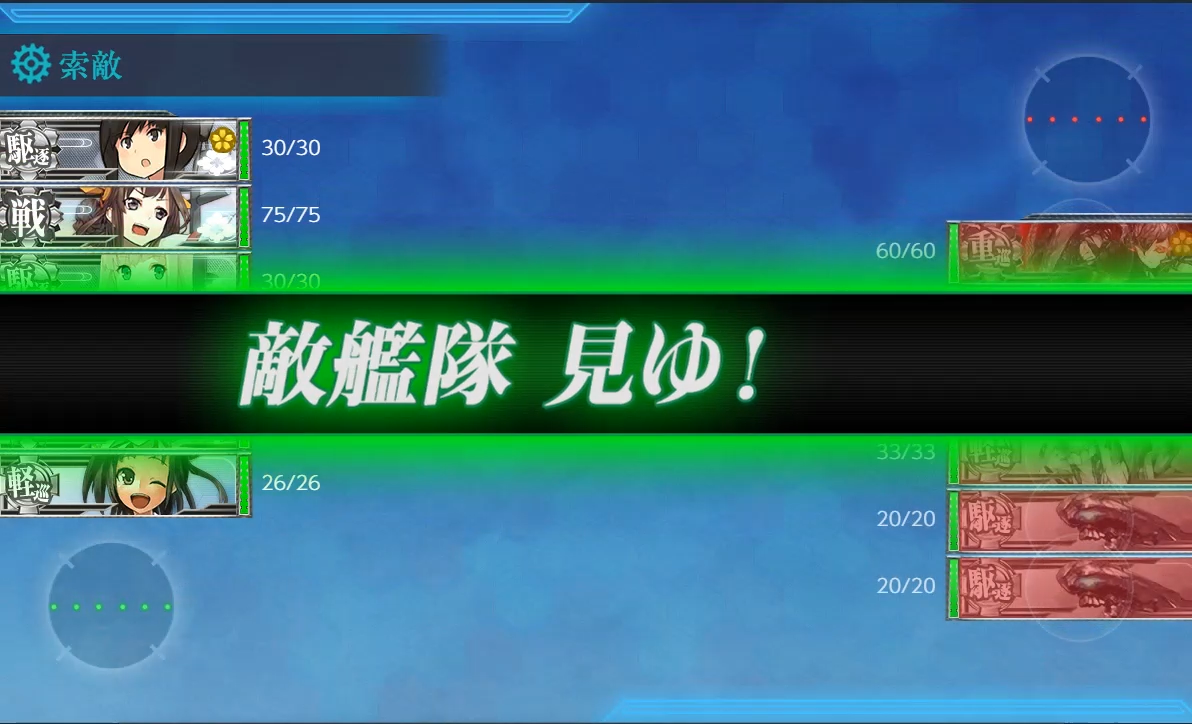 索敵
駆逐 30/30
戦 75/75
60/60 重巡
駆逐 30/30
敵艦隊 見ゆ!
33/33 軽巡
軽巡 26/26
20/20 駆逐
20/20 駆逐